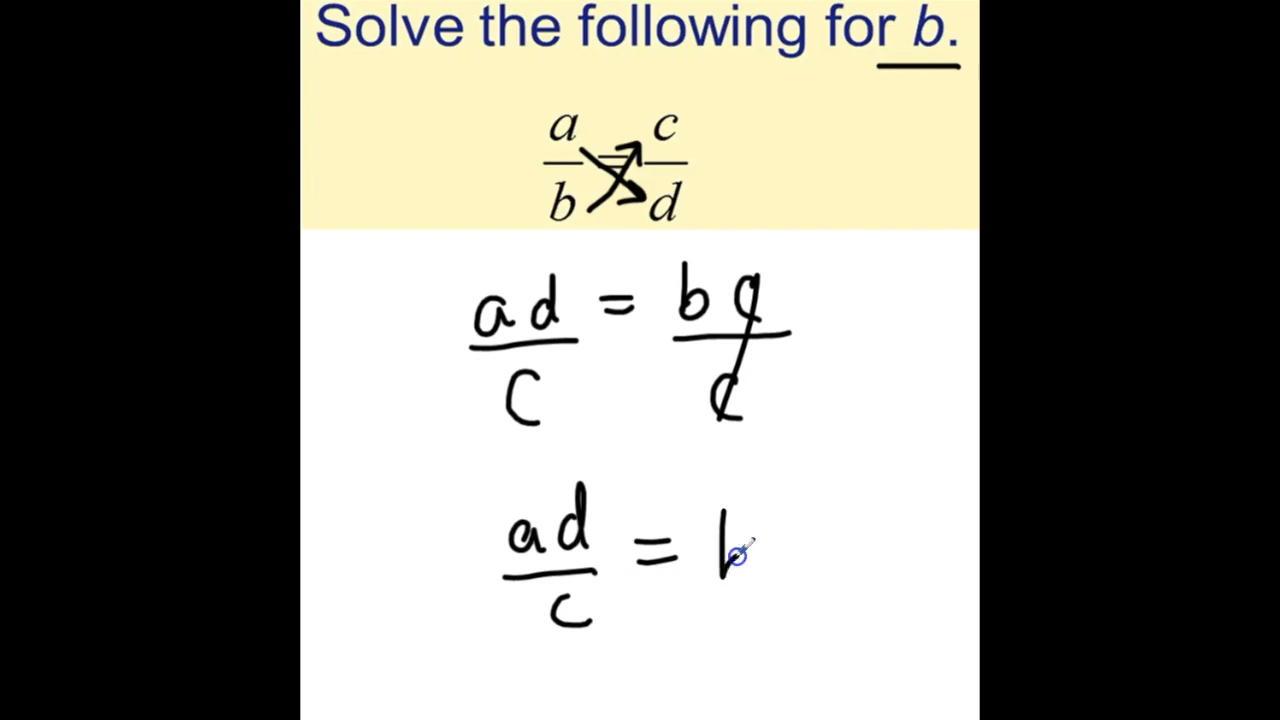 Solve the following for b.
a/b = c/d
ad/c = bc/c
ad/c =